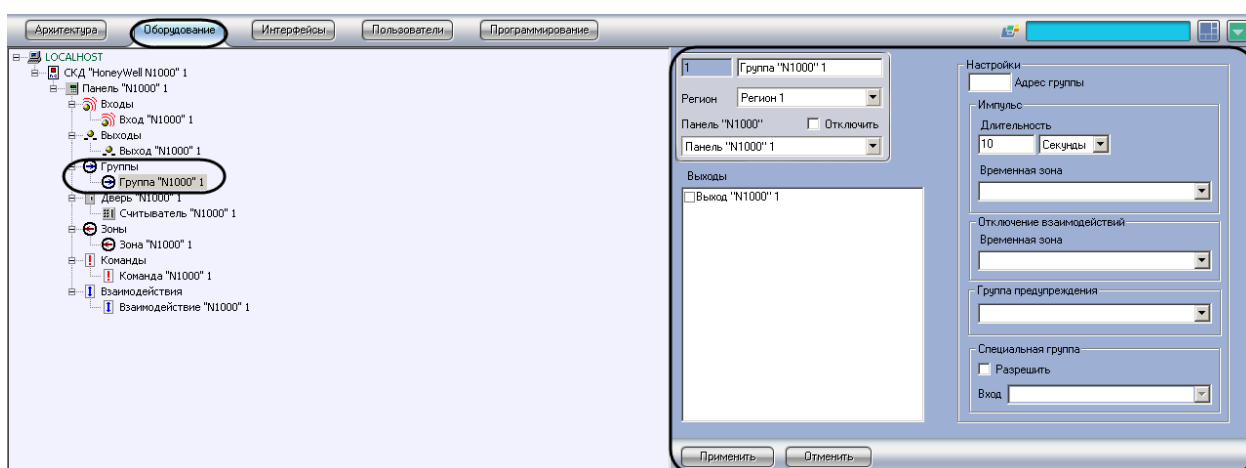 Архитектура Оборудование Интерфейсы Пользователи Программирование
LOCALHOST
СКД "HoneyWell N1000" 1
Панель "N1000" 1
Входы
Вход "N1000" 1
Выходы
Выход "N1000" 1
Группы
Группа "N1000" 1
Дверь "N1000" 1
Считыватель "N1000" 1
Зоны
Зона "N1000" 1
Команды
Команда "N1000" 1
Взаимодействия
Взаимодействие "N1000" 1
1 Группа "N1000" 1
Регион Регион 1
Панель "N1000" Отключить
Панель "N1000" 1
Выходы
Выход "N1000" 1
Настройки
Адрес группы
Импульс
Длительность
10 Секунды
Временная зона
Отключение взаимодействий
Временная зона
Группа предупреждения
Специальная группа
Разрешить
Вход
Применить Отменить